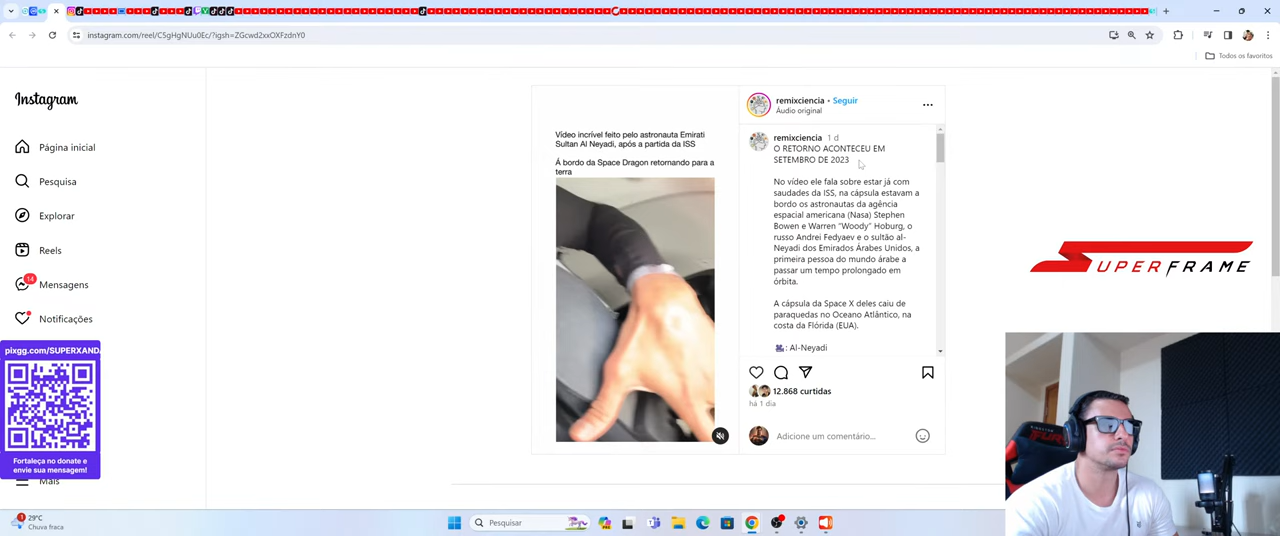 instagram.com/reel/C5gHgNUu0Ec/?igsh=ZGcwd2xxOXFzdnY0
Todos os favoritos
Instagram
Página inicial
Pesquisa
Explorar
Reels
14
Mensagens
Notificações
pixgg.com/SUPERXAND
Fortaleça no donate e
envie sua mensagem!
Mais
Vídeo incrível feito pelo astronauta Emirati
Sultan Al Neyadi, após a partida da ISS
Á bordo da Space Dragon retornando para a
terra
remixciencia • Seguir
Áudio original
remixciencia 1 d
O RETORNO ACONTECEU EM
SETEMBRO DE 2023
No vídeo ele fala sobre estar já com
saudades da ISS, na cápsula estavam a
bordo os astronautas da agência
espacial americana (Nasa) Stephen
Bowen e Warren “Woody” Hoburg, o
russo Andrei Fedyaev e o sultão al-
Neyadi dos Emirados Árabes Unidos, a
primeira pessoa do mundo árabe a
passar um tempo prolongado em
órbita.
A cápsula da Space X deles caiu de
paraquedas no Oceano Atlântico, na
costa da Flórida (EUA).
: Al-Neyadi
12.868 curtidas
há 1 dia
Adicione um comentário...
SUPERFRAME
1
29°C
Chuva fraca
Pesquisar